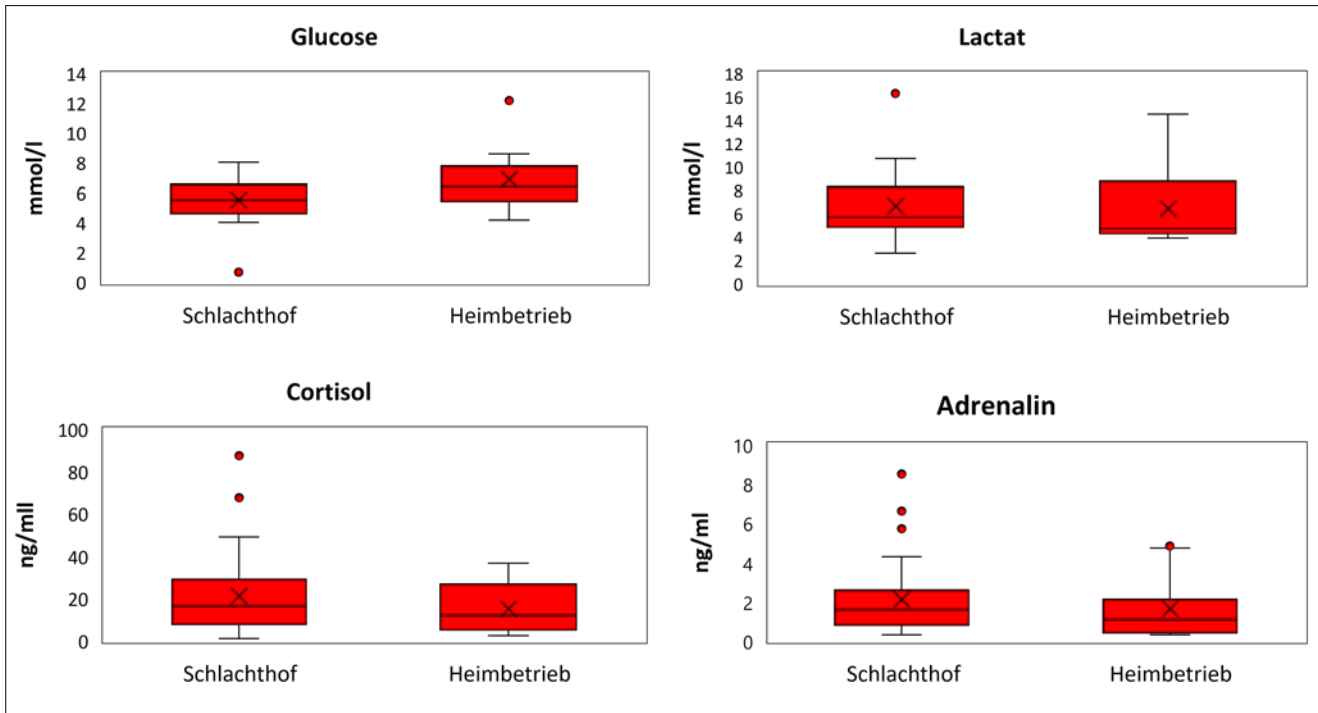 Glucose
mmol/l
14
12
10
8
6
4
2
0
Schlachthof Heimbetrieb
Lactat
mmol/l
18
16
14
12
10
8
6
4
2
0
Schlachthof Heimbetrieb
Cortisol
ng/mll
100
80
60
40
20
0
Schlachthof Heimbetrieb
Adrenalin
ng/ml
10
8
6
4
2
0
Schlachthof Heimbetrieb